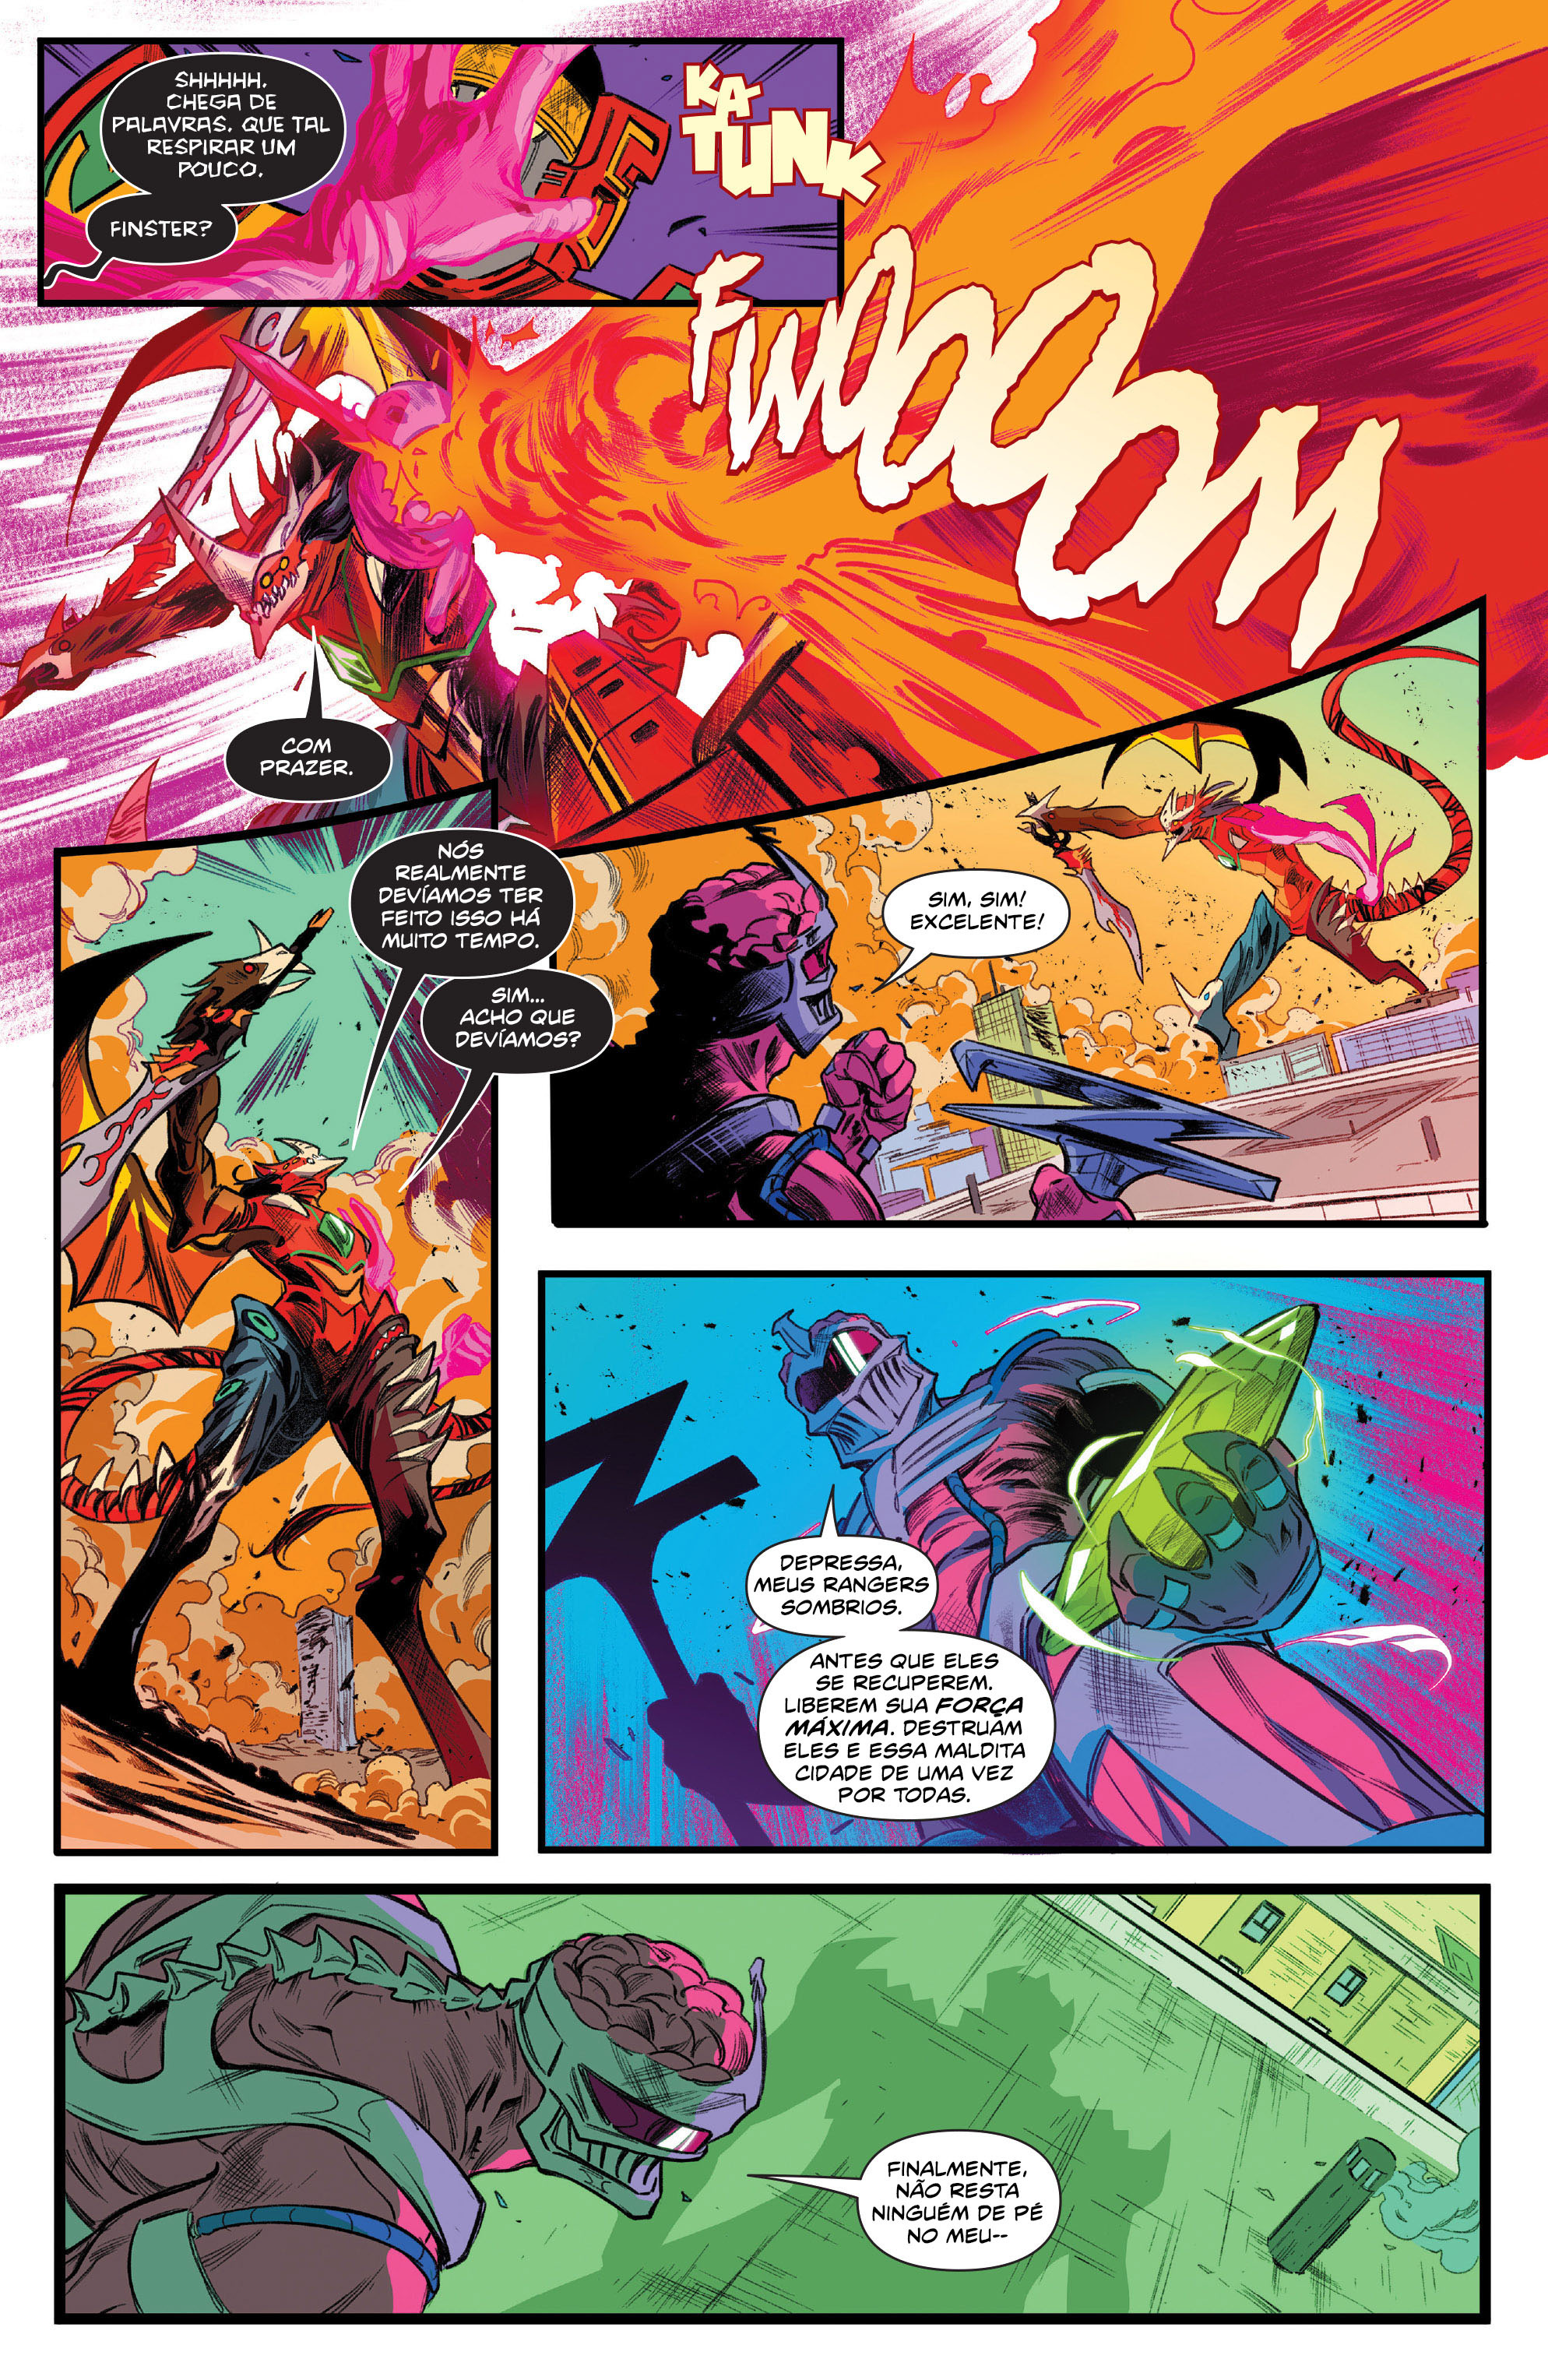 SHHHHH,
CHEGA DE
PALAVRAS. QUE TAL
RESPIRAR UM
POUCO,
FINSTER?
KA-
TUNK
FWOOOM
COM
PRAZER.
NÓS
REALMENTE
DEVÍAMOS TER
FEITO ISSO HÁ
MUITO TEMPO.
SIM...
ACHO QUE
DEVÍAMOS?
SIM, SIM!
EXCELENTE!
DEPRESSA,
MEUS RANGERS
SOMBRIOS.
ANTES QUE ELES
SE RECUPEREM.
LIBEREM SUA FORÇA
MÁXIMA. DESTRUAM
ELES E ESSA MALDITA
CIDADE DE UMA VEZ
POR TODAS.
FINALMENTE,
NÃO RESTA
NINGUÉM DE PÉ
NO MEU--